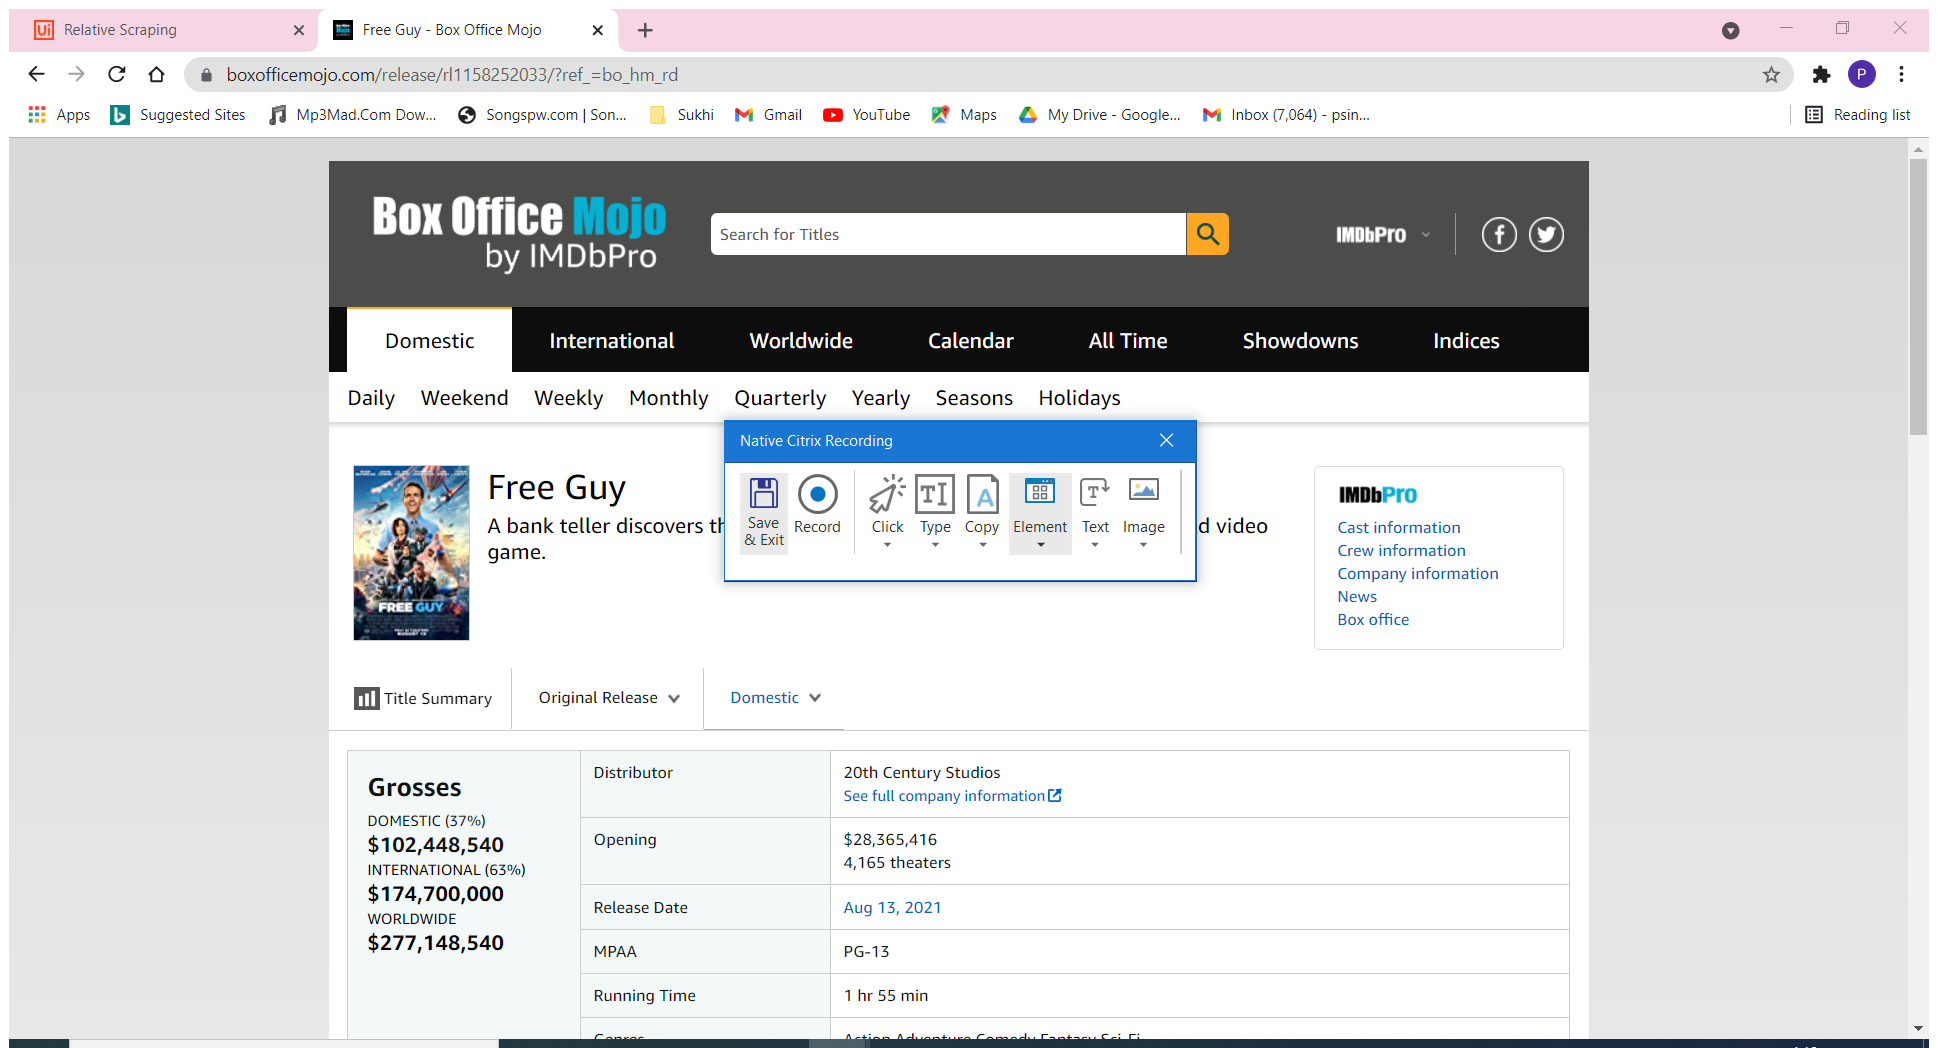 Relative Scraping
Free Guy - Box Office Mojo
boxofficemojo.com/release/rl1158252033/?ref_=bo_hm_rd
P
Apps
Suggested Sites
Mp3Mad.Com Dow...
Songspw.com | Son...
Sukhi
Gmail
YouTube
Maps
My Drive - Google...
Inbox (7,064) - psin...
Reading list
Box Office Mojo
by IMDbPro
Search for Titles
IMDbPro
Domestic
International
Worldwide
Calendar
All Time
Showdowns
Indices
Daily
Weekend
Weekly
Monthly
Quarterly
Yearly
Seasons
Holidays
Native Citrix Recording
Save
& Exit
Record
Click
Type
Copy
Element
Text
Image
FREE GUY
Free Guy
A bank teller discovers
d video
game.
IMDbPRO
Cast information
Crew information
Company information
News
Box office
Title Summary
Original Release
Domestic
Grosses
DOMESTIC (37%)
$102,448,540
INTERNATIONAL (63%)
$174,700,000
WORLDWIDE
$277,148,540
Distributor
20th Century Studios
See full company information
Opening
$28,365,416
4,165 theaters
Release Date
Aug 13, 2021
MPAA
PG-13
Running Time
1 hr 55 min
Genres
Action Adventure Comedy Fantasy Sci-Fi